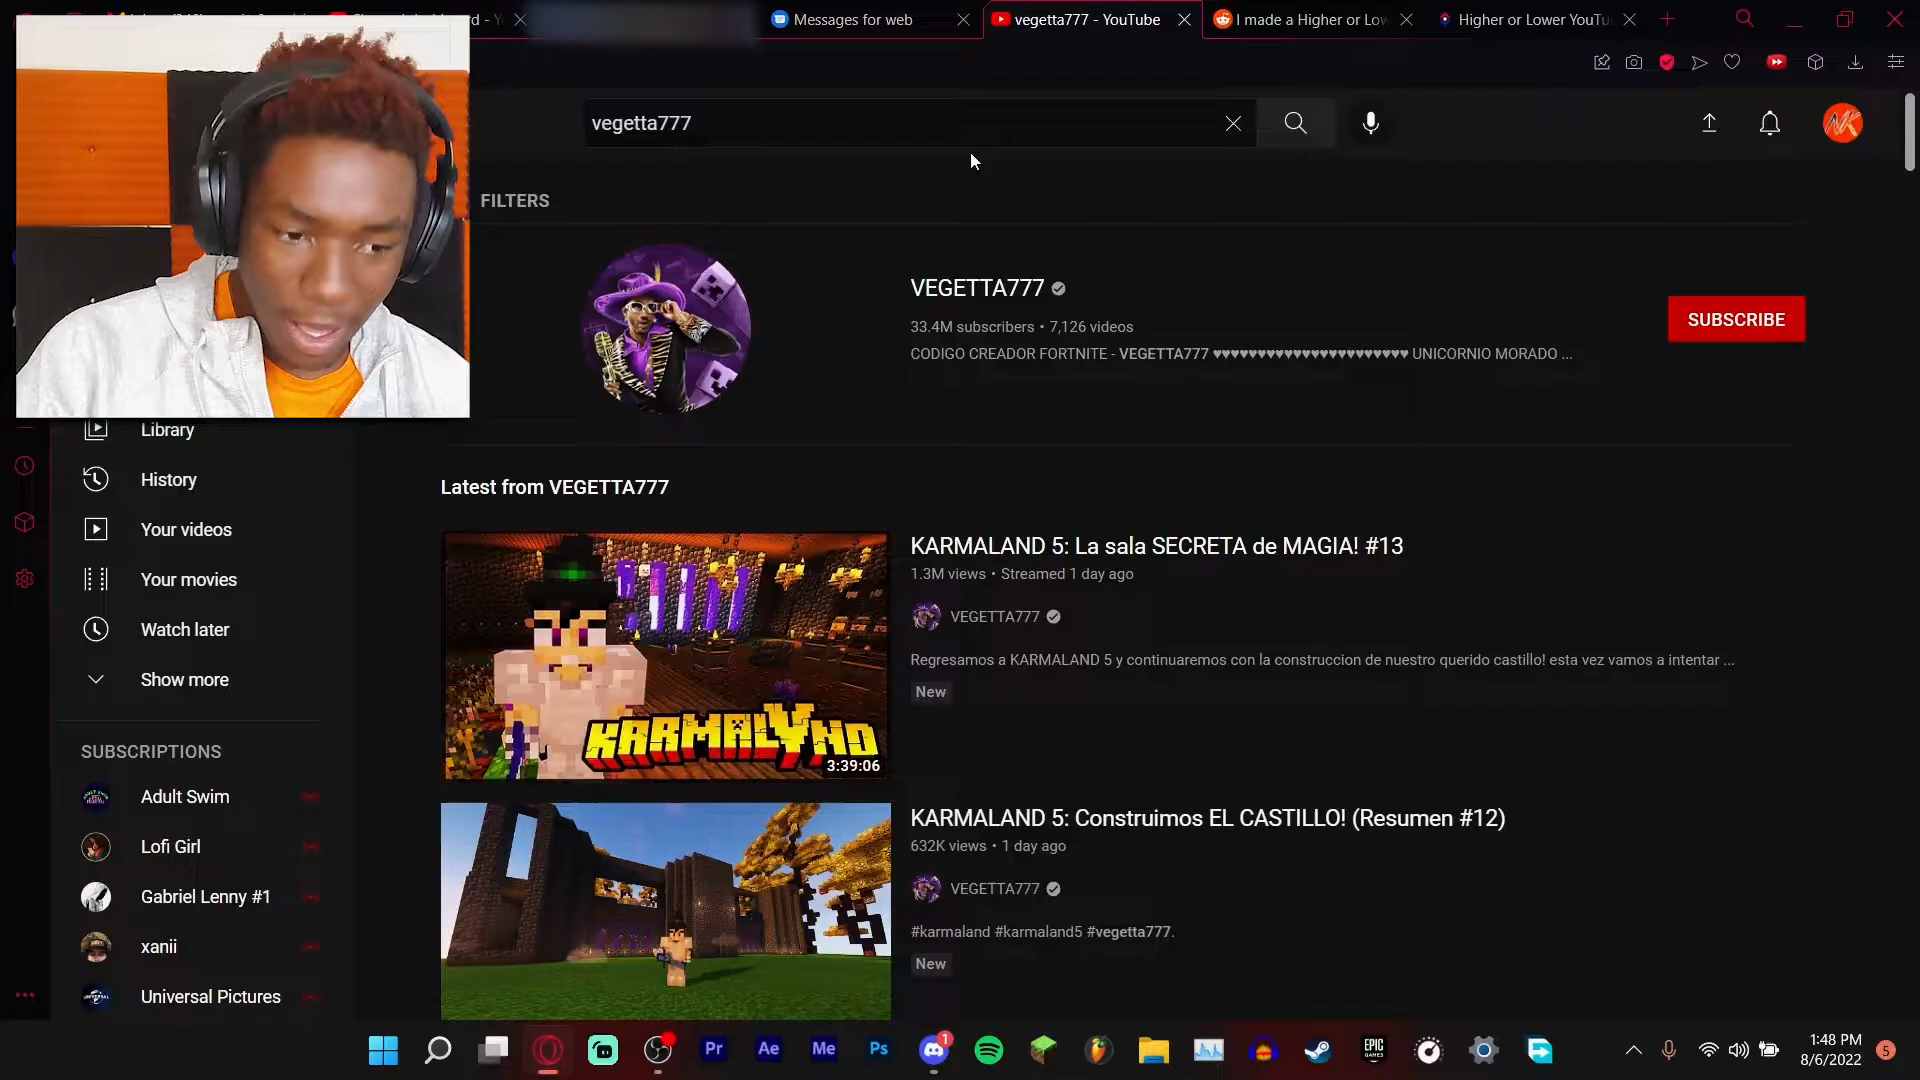 Messages for web
vegetta777 - YouTube
I made a Higher or Lo
Higher or Lower YouTu
vegetta777
FILTERS
VEGETTA777
33.4M subscribers • 7,126 videos
CODIGO CREADOR FORTNITE - VEGETTA777 ♥♥♥♥♥♥♥♥♥♥♥♥♥♥♥♥♥♥♥♥♥♥ UNICORNIO MORADO ...
SUBSCRIBE
Library
History
Your videos
Your movies
Watch later
Show more
SUBSCRIPTIONS
Adult Swim
Lofi Girl
Gabriel Lenny #1
xanii
Universal Pictures
Latest from VEGETTA777
KARMALAND
3:39:06
KARMALAND 5: La sala SECRETA de MAGIA! #13
1.3M views • Streamed 1 day ago
VEGETTA777
Regresamos a KARMALAND 5 y continuaremos con la construccion de nuestro querido castillo! esta vez vamos a intentar ...
New
KARMALAND 5: Construimos EL CASTILLO! (Resumen #12)
632K views • 1 day ago
VEGETTA777
#karmaland #karmaland5 #vegetta777.
New
Pr
Ae
Me
Ps
1
EPIC
GAMES
1:48 PM
8/6/2022
5